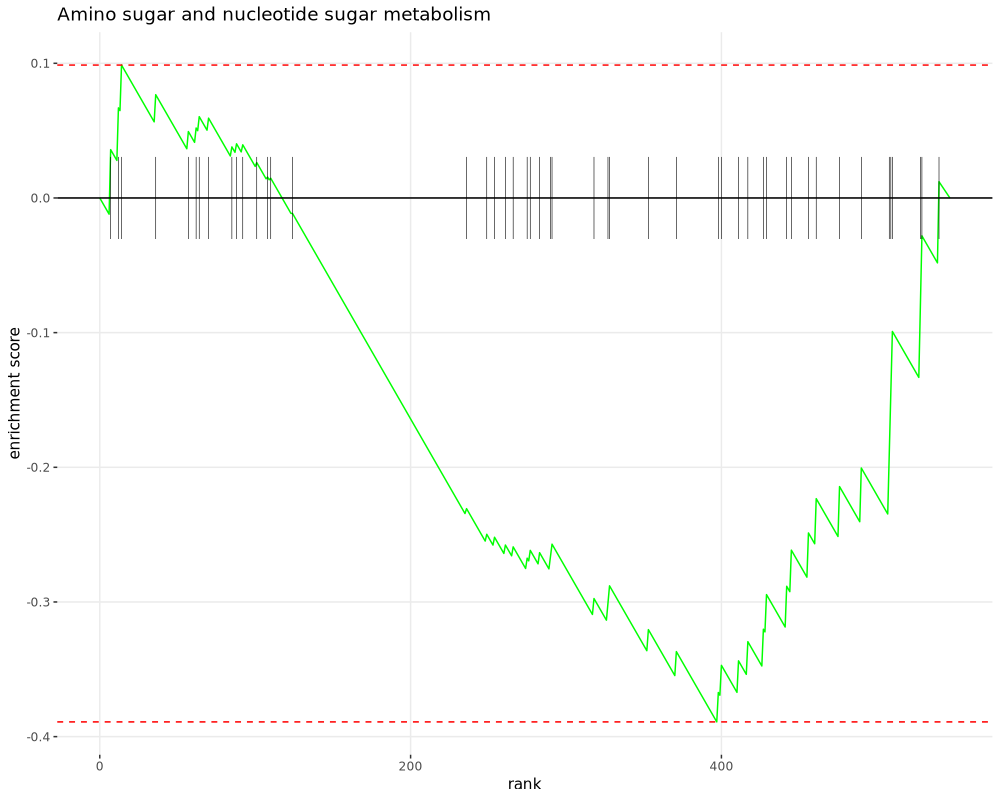 Amino sugar and nucleotide sugar metabolism
enrichment score
0.1
0.0
-0.1
-0.2
-0.3
-0.4
0 200 400
rank